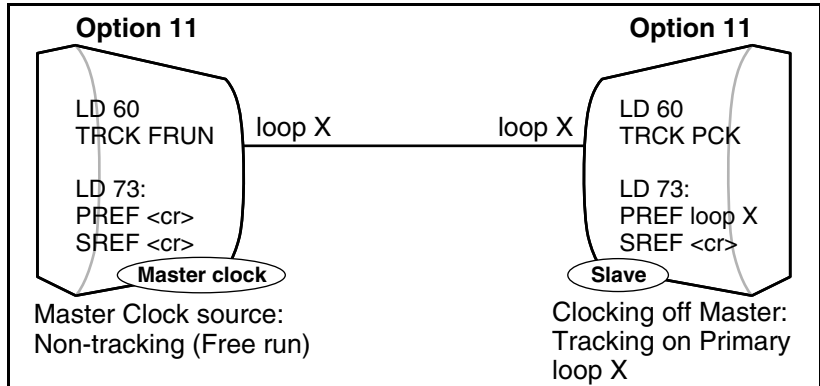 Option 11
LD 60
TRCK FRUN
LD 73:
PREF <cr>
SREF <cr>
Master clock
Master Clock source:
Non-tracking (Free run)
loop X
loop X
Option 11
LD 60
TRCK PCK
LD 73:
PREF loop X
SREF <cr>
Slave
Clocking off Master:
Tracking on Primary
loop X